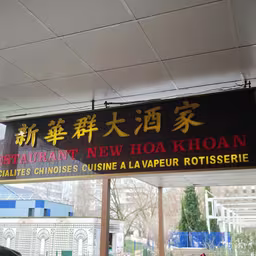 新華群大酒家
RESTAURANT NEW HOA KHOAN
SPECIALITES CHINOISES CUISINE A LA VAPEUR ROTISSERIE